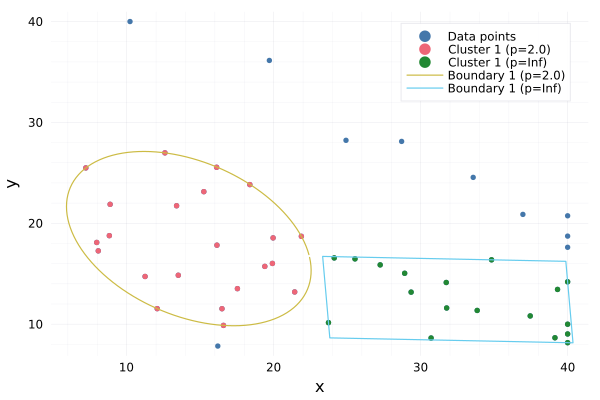 40
30
20
10
y
10
20
30
40
x
Data points
Cluster 1 (p=2.0)
Cluster 1 (p=Inf)
Boundary 1 (p=2.0)
Boundary 1 (p=Inf)